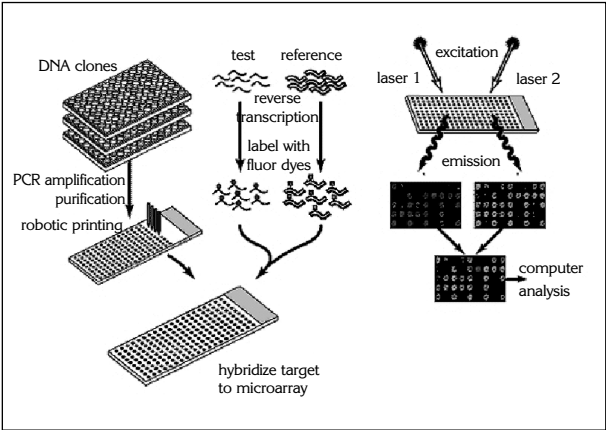 DNA clones
PCR amplification
purification
robotic printing
test
reference
reverse
transcription
label with
fluor dyes
hybridize target
to microarray
excitation
laser 1
laser 2
emission
computer
analysis